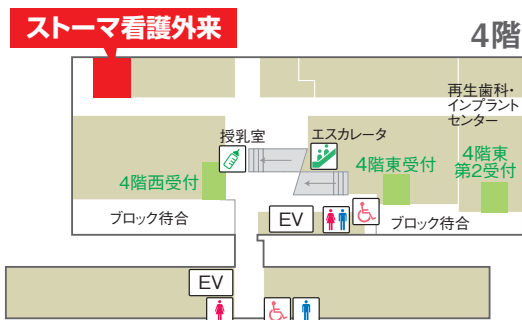 ストーマ看護外来
4階
再生歯科・
インプラント
センター
授乳室
エスカレータ
4階西受付
4階東受付
4階東
第2受付
ブロック待合
EV
ブロック待合
EV